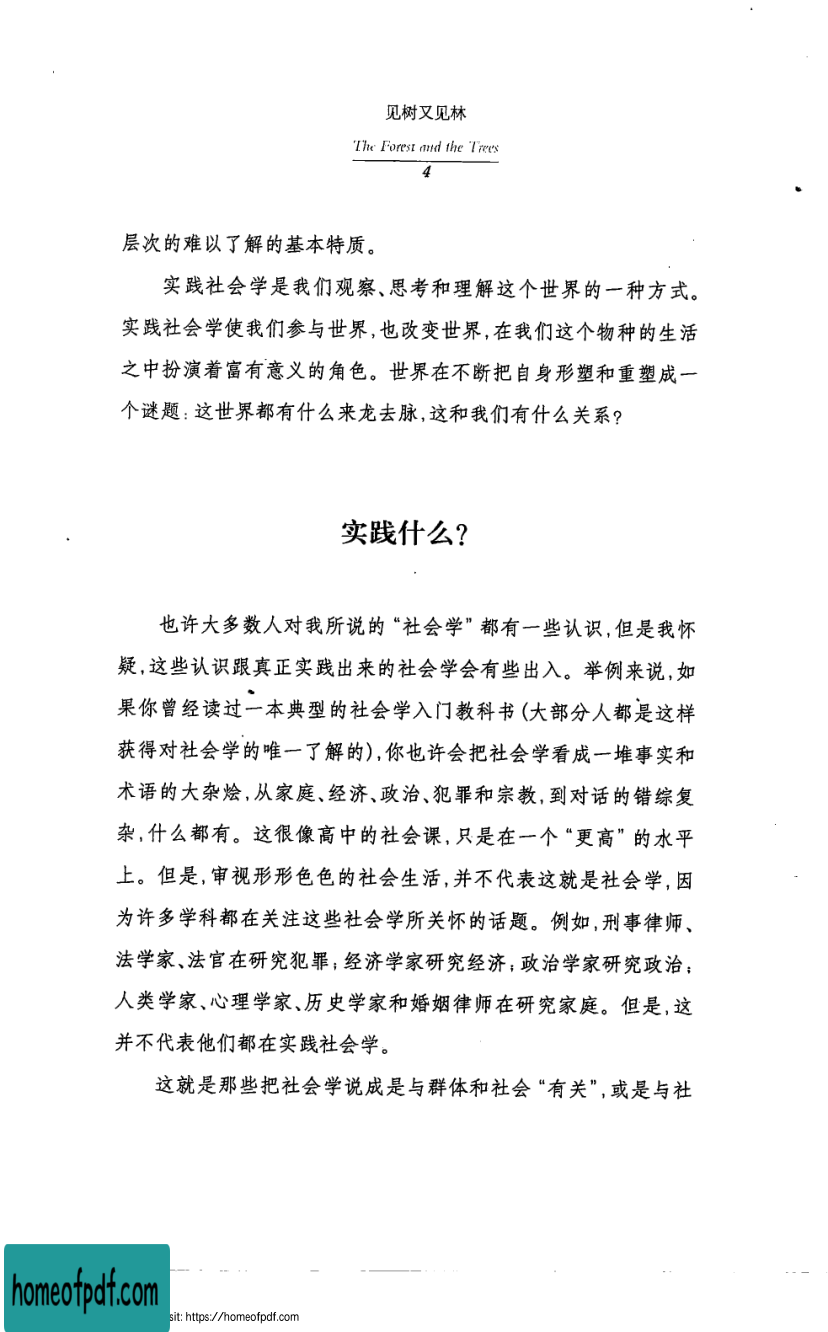 见树又见林
The Forest and the Trees
4
层次的难以了解的基本特质。
实践社会学是我们观察、思考和理解这个世界的一种方式。
实践社会学使我们参与世界,也改变世界,在我们这个物种的生活
之中扮演着富有意义的角色。世界在不断把自身形塑和重塑成一
个谜题:这世界都有什么来龙去脉,这和我们有什么关系?
实践什么?
也许大多数人对我所说的“社会学”都有一些认识,但是我怀
疑,这些认识跟真正实践出来的社会学会有些出入。举例来说,如
果你曾经读过一本典型的社会学入门教科书(大部分人都是这样
获得对社会学的唯一了解的),你也许会把社会学看成一堆事实和
术语的大杂烩,从家庭、经济、政治、犯罪和宗教,到对话的错综复
杂,什么都有。这很像高中的社会课,只是在一个“更高”的水平
上。但是,审视形形色色的社会生活,并不代表这就是社会学,因
为许多学科都在关注这些社会学所关怀的话题。例如,刑事律师、
法学家、法官在研究犯罪;经济学家研究经济;政治学家研究政治;
人类学家、心理学家、历史学家和婚姻律师在研究家庭。但是,这
并不代表他们都在实践社会学。
这就是那些把社会学说成是与群体和社会“有关”,或是与社
homeofpdf.com
sit: https://homeofpdf.com